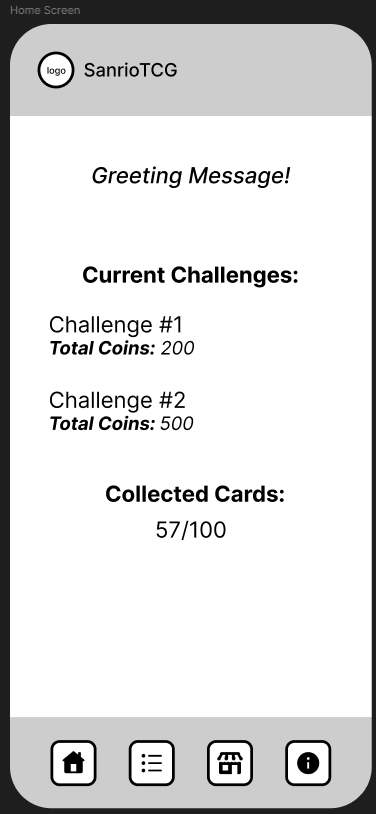 Home Screen
logo
SanrioTCG
Greeting Message!
Current Challenges:
Challenge #1
Total Coins: 200
Challenge #2
Total Coins: 500
Collected Cards:
57/100